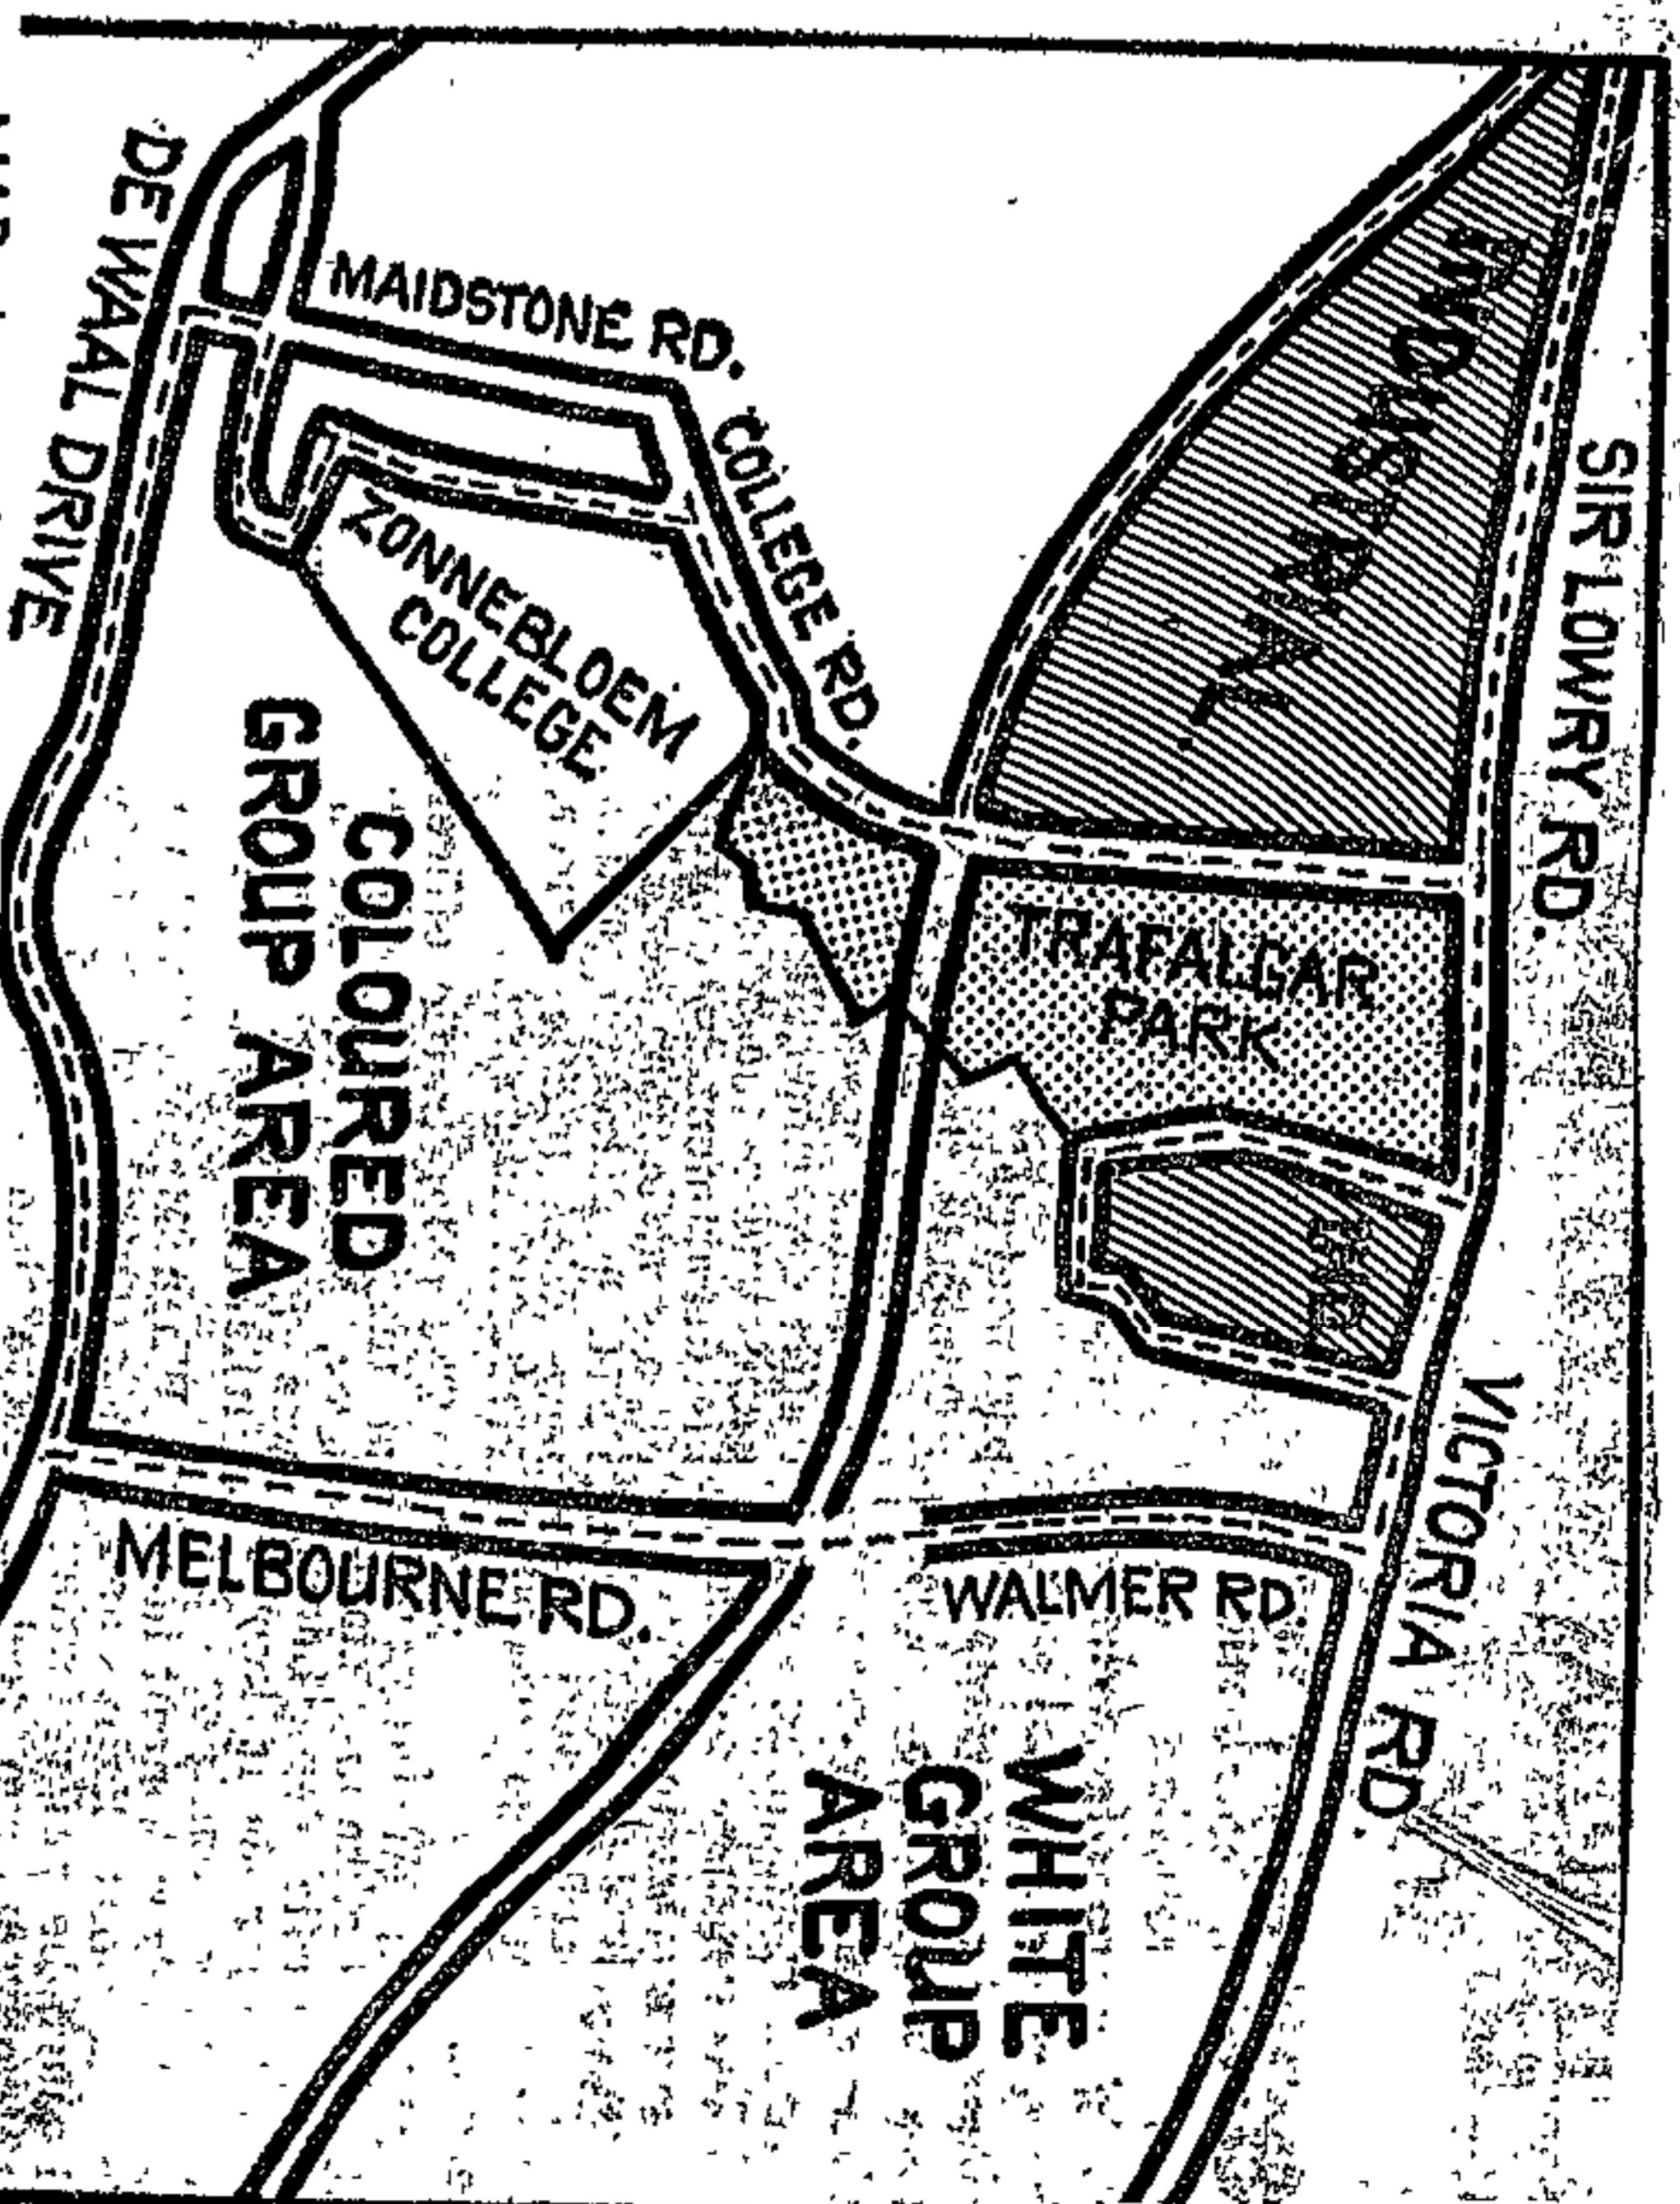 SIR LOWRY RD.
VICTORIA RD.
INDUSTRIAL
TRAFALGAR
PARK
WALMER RD.
WHITE
GROUP
AREA
MAIDSTONE RD.
COLLEGE RD.
ZONNEBLOEM
COLLEGE
COLOURED
GROUP AREA
MELBOURNE RD.
DE WAAL DRIVE